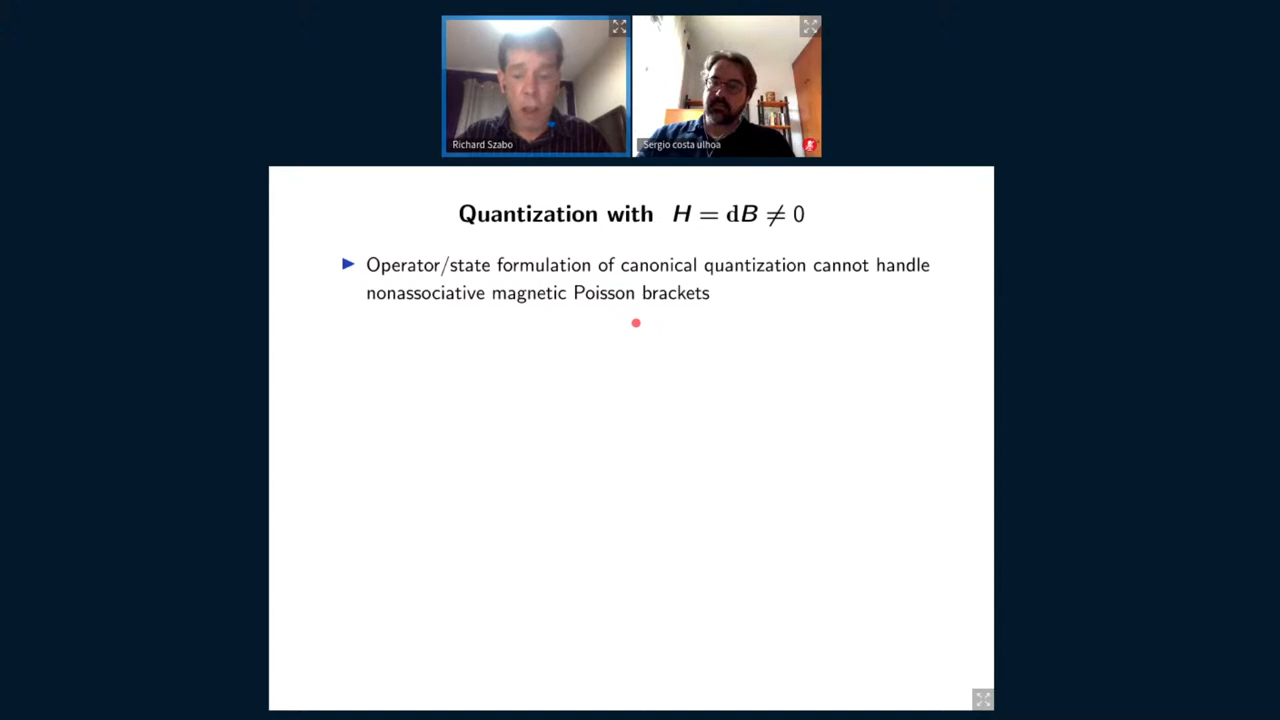 Richard Szabo
Sergio costa ulhoa
Quantization with H = dB ≠ 0
▶ Operator/state formulation of canonical quantization cannot handle
nonassociative magnetic Poisson brackets